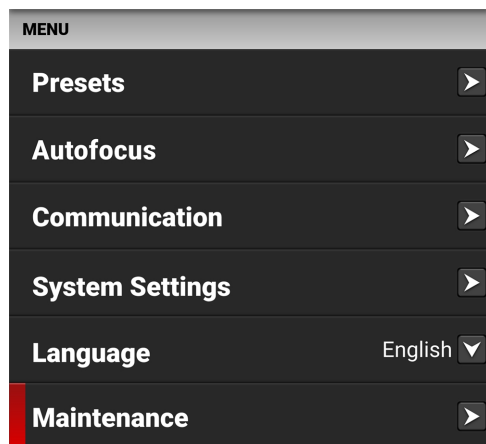 MENU
Presets
Autofocus
Communication
System Settings
Language English
Maintenance